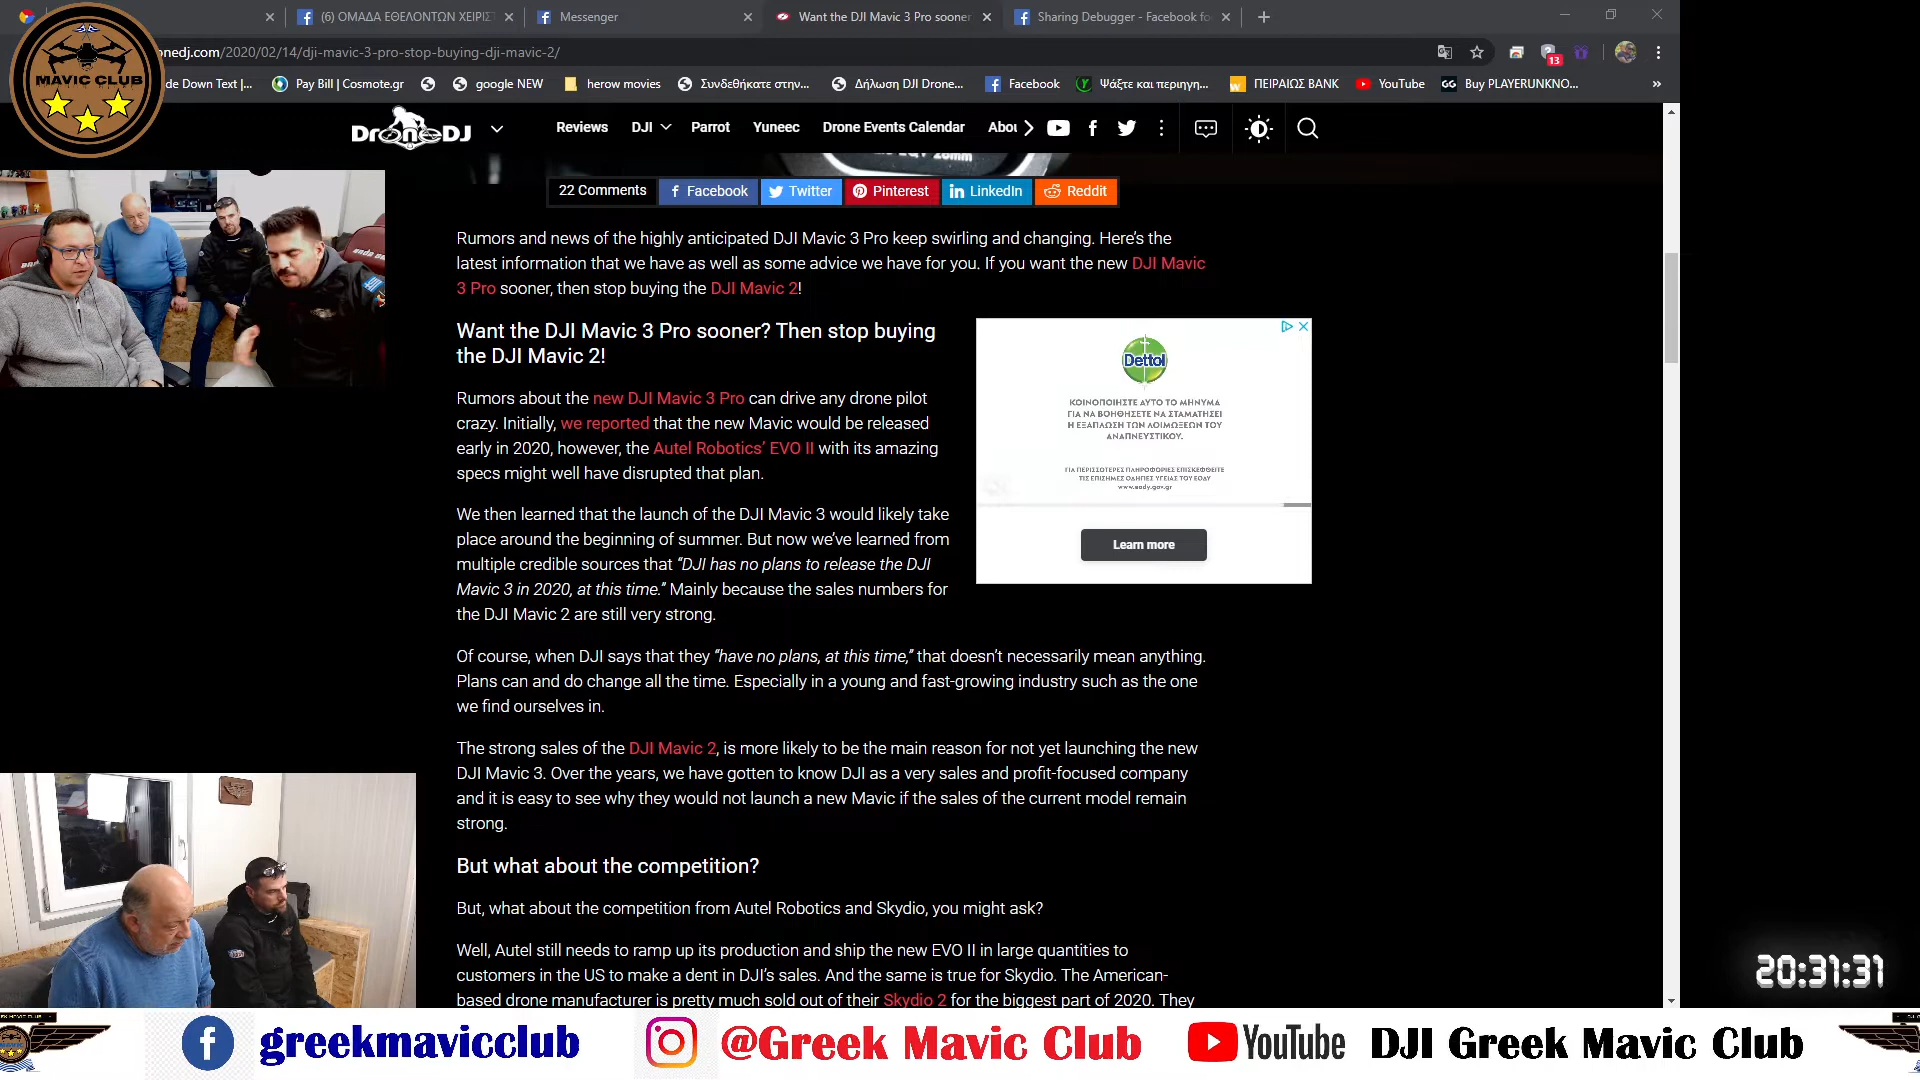 (6) ΟΜΑΔΑ ΕΘΕΛΟΝΤΩΝ ΧΕΙΡΙΣΤ
Messenger
Want the DJI Mavic 3 Pro sooner
Sharing Debugger - Facebook fo
onedj.com/2020/02/14/dji-mavic-3-pro-stop-buying-dji-mavic-2/
13
MAVIC CLUB
de Down Text |...
Pay Bill | Cosmote.gr
google NEW
herow movies
Συνδεθήκατε στην...
Δήλωση DJI Drone...
Facebook
Ψάξτε και περιηγη...
ΠΕΙΡΑΙΩΣ BANK
YouTube
GG
Buy PLAYERUNKNO...
DroneDJ
Reviews
DJI
Parrot
Yuneec
Drone Events Calendar
Abou
22 Comments
Facebook
Twitter
Pinterest
LinkedIn
Reddit
Rumors and news of the highly anticipated DJI Mavic 3 Pro keep swirling and changing. Here’s the
latest information that we have as well as some advice we have for you. If you want the new DJI Mavic
3 Pro sooner, then stop buying the DJI Mavic 2!
Want the DJI Mavic 3 Pro sooner? Then stop buying
the DJI Mavic 2!
Rumors about the new DJI Mavic 3 Pro can drive any drone pilot
crazy. Initially, we reported that the new Mavic would be released
early in 2020, however, the Autel Robotics’ EVO II with its amazing
specs might well have disrupted that plan.
We then learned that the launch of the DJI Mavic 3 would likely take
place around the beginning of summer. But now we’ve learned from
multiple credible sources that “DJI has no plans to release the DJI
Mavic 3 in 2020, at this time.” Mainly because the sales numbers for
the DJI Mavic 2 are still very strong.
Dettol
ΚΟΙΝΟΠΟΙΗΣΤΕ ΑΥΤΟ ΤΟ ΜΗΝΥΜΑ
ΓΙΑ ΝΑ ΒΟΗΘΗΣΕΤΕ ΝΑ ΣΤΑΜΑΤΗΣΕΙ
Η ΕΞΑΠΛΩΣΗ ΤΩΝ ΛΟΙΜΩΞΕΩΝ ΤΟΥ
ΑΝΑΠΝΕΥΣΤΙΚΟΥ.
ΓΙΑ ΠΕΡΙΣΣΟΤΕΡΕΣ ΠΛΗΡΟΦΟΡΙΕΣ ΕΠΙΣΚΕΦΘΕΙΤΕ
ΤΙΣ ΕΠΙΣΗΜΕΣ ΟΔΗΓΙΕΣ ΥΓΕΙΑΣ ΤΟΥ ΕΟΔΥ
www.eody.gov.gr
Learn more
Of course, when DJI says that they “have no plans, at this time,” that doesn’t necessarily mean anything.
Plans can and do change all the time. Especially in a young and fast-growing industry such as the one
we find ourselves in.
The strong sales of the DJI Mavic 2, is more likely to be the main reason for not yet launching the new
DJI Mavic 3. Over the years, we have gotten to know DJI as a very sales and profit-focused company
and it is easy to see why they would not launch a new Mavic if the sales of the current model remain
strong.
But what about the competition?
But, what about the competition from Autel Robotics and Skydio, you might ask?
Well, Autel still needs to ramp up its production and ship the new EVO II in large quantities to
customers in the US to make a dent in DJI’s sales. And the same is true for Skydio. The American-
based drone manufacturer is pretty much sold out of their Skydio 2 for the biggest part of 2020. They
20:31:31
greekmavicclub
@Greek Mavic Club
YouTube
DJI Greek Mavic Club